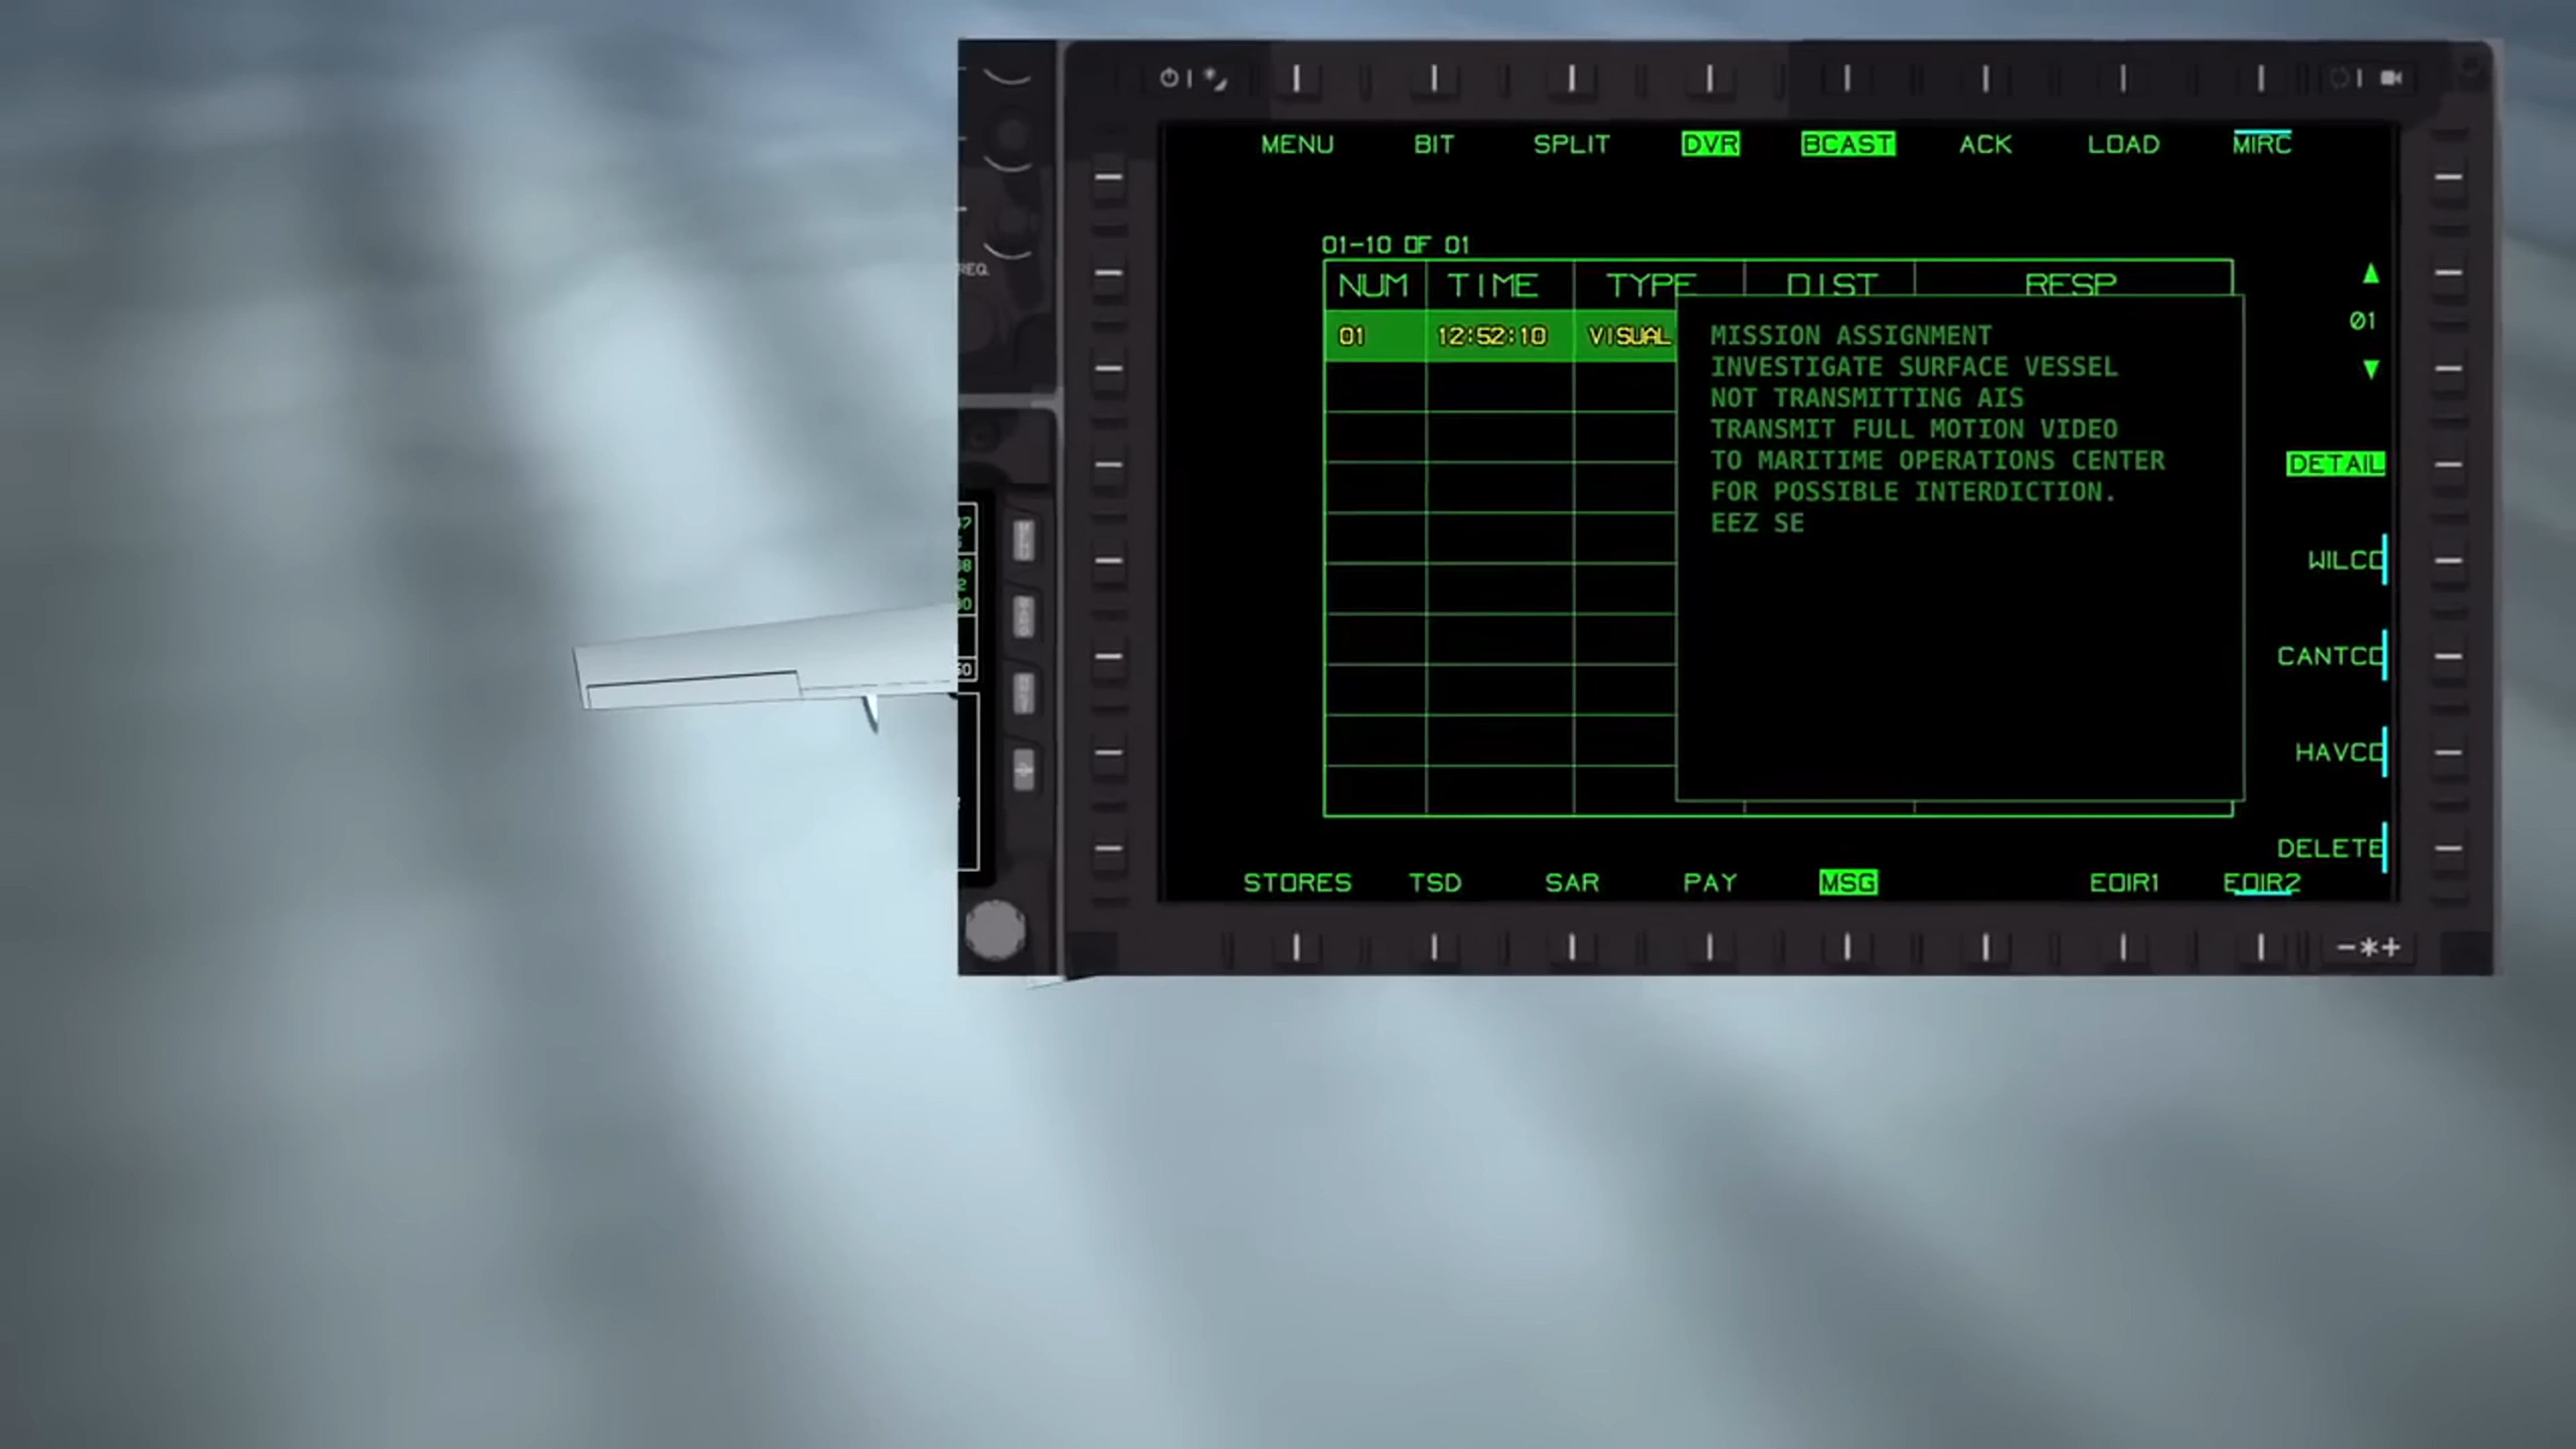 MENU BIT SPLIT DVR BCAST ACK LOAD MIRC
01-10 OF 01
NUM TIME TYPE DIST RESP
01 12:52:10 VISUAL
MISSION ASSIGNMENT
INVESTIGATE SURFACE VESSEL
NOT TRANSMITTING AIS
TRANSMIT FULL MOTION VIDEO
TO MARITIME OPERATIONS CENTER
FOR POSSIBLE INTERDICTION.
EEZ SE
01
DETAIL
WILCO
CANTCO
HAVCO
DELETE
STORES TSD SAR PAY MSG EOIR1 EOIR2